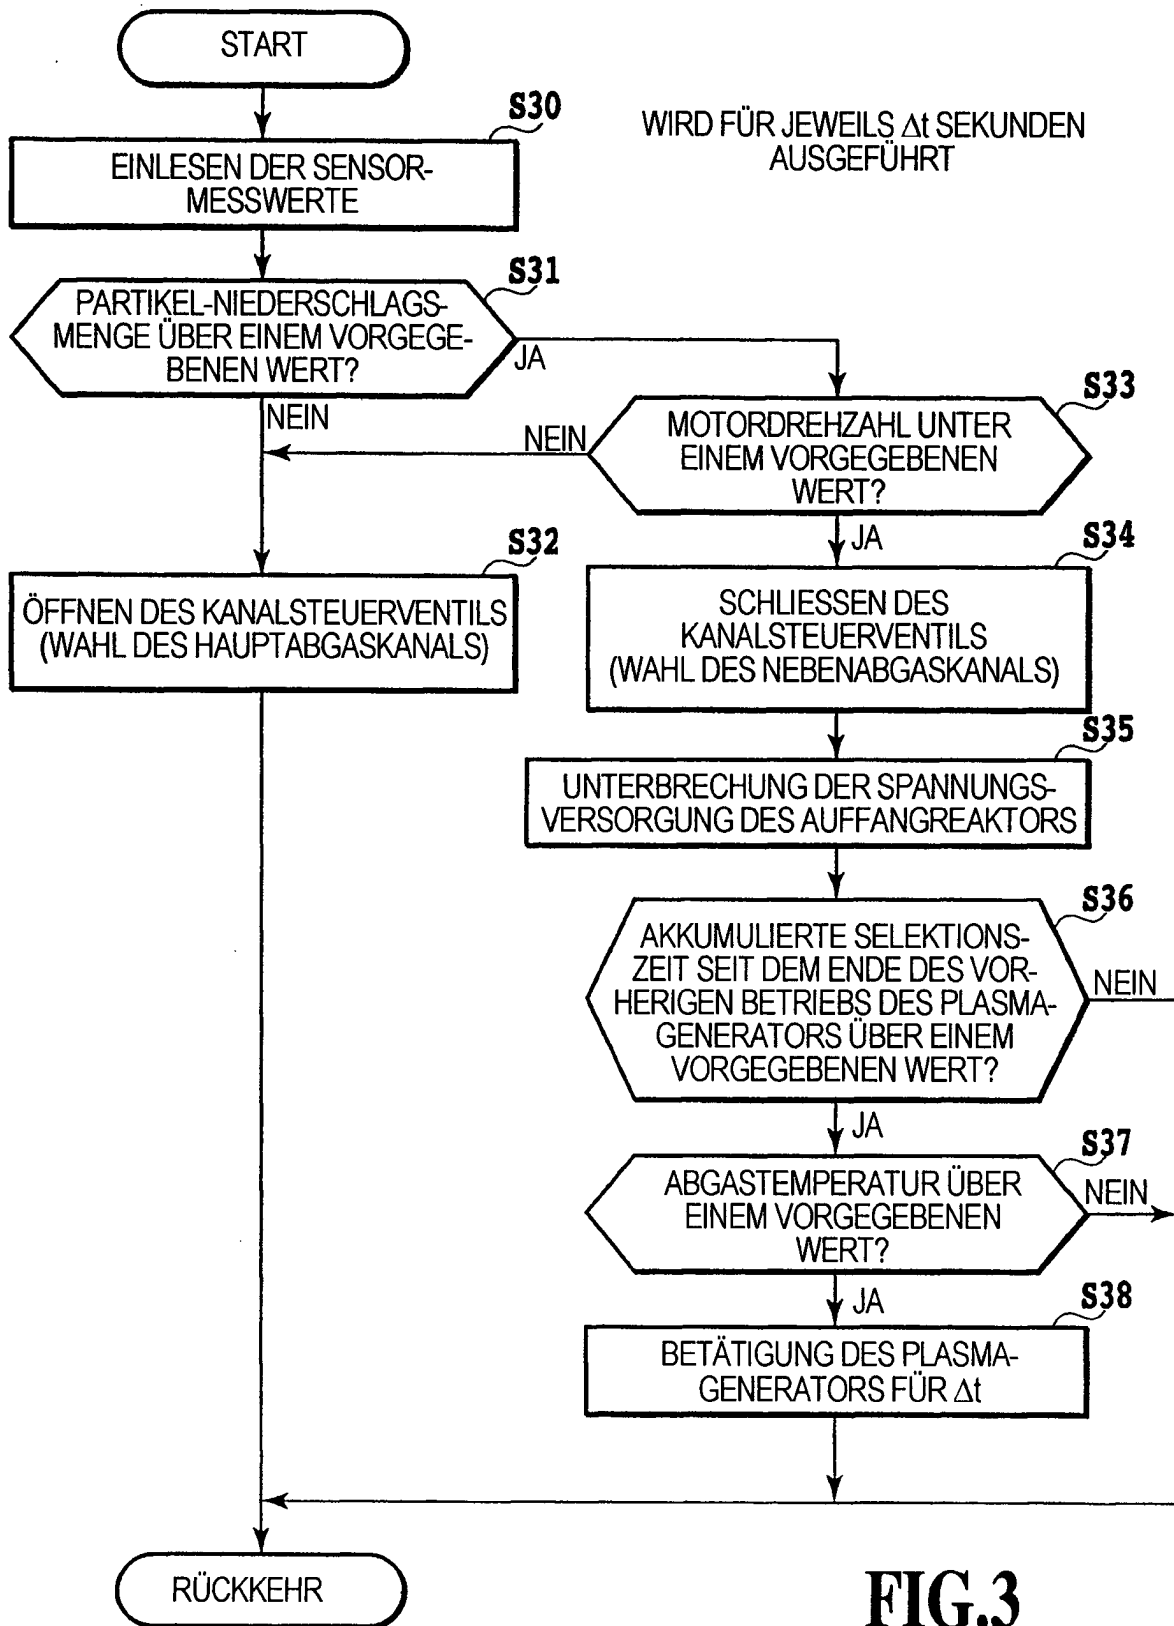 START
S30
WIRD FÜR JEWEILS Δt SEKUNDEN
AUSGEFÜHRT
EINLESEN DER SENSOR-
MESSWERTE
S31
PARTIKEL-NIEDERSCHLAGS-
MENGE ÜBER EINEM VORGEGE-
BENEN WERT?
JA
NEIN
S33
MOTORDREHZAHL UNTER
EINEM VORGEGEBENEN
WERT?
NEIN
JA
S32
ÖFFNEN DES KANALSTEUERVENTILS
(WAHL DES HAUPTABGASKANALS)
S34
SCHLIESSEN DES
KANALSTEUERVENTILS
(WAHL DES NEBENABGASKANALS)
S35
UNTERBRECHUNG DER SPANNUNGS-
VERSORGUNG DES AUFFANGREAKTORS
S36
AKKUMULIERTE SELEKTIONS-
ZEIT SEIT DEM ENDE DES VOR-
HERIGEN BETRIEBS DES PLASMA-
GENERATORS ÜBER EINEM
VORGEGEBENEN WERT?
NEIN
JA
S37
ABGASTEMPERATUR ÜBER
EINEM VORGEGEBENEN
WERT?
NEIN
JA
S38
BETÄTIGUNG DES PLASMA-
GENERATORS FÜR Δt
RÜCKKEHR
FIG.3